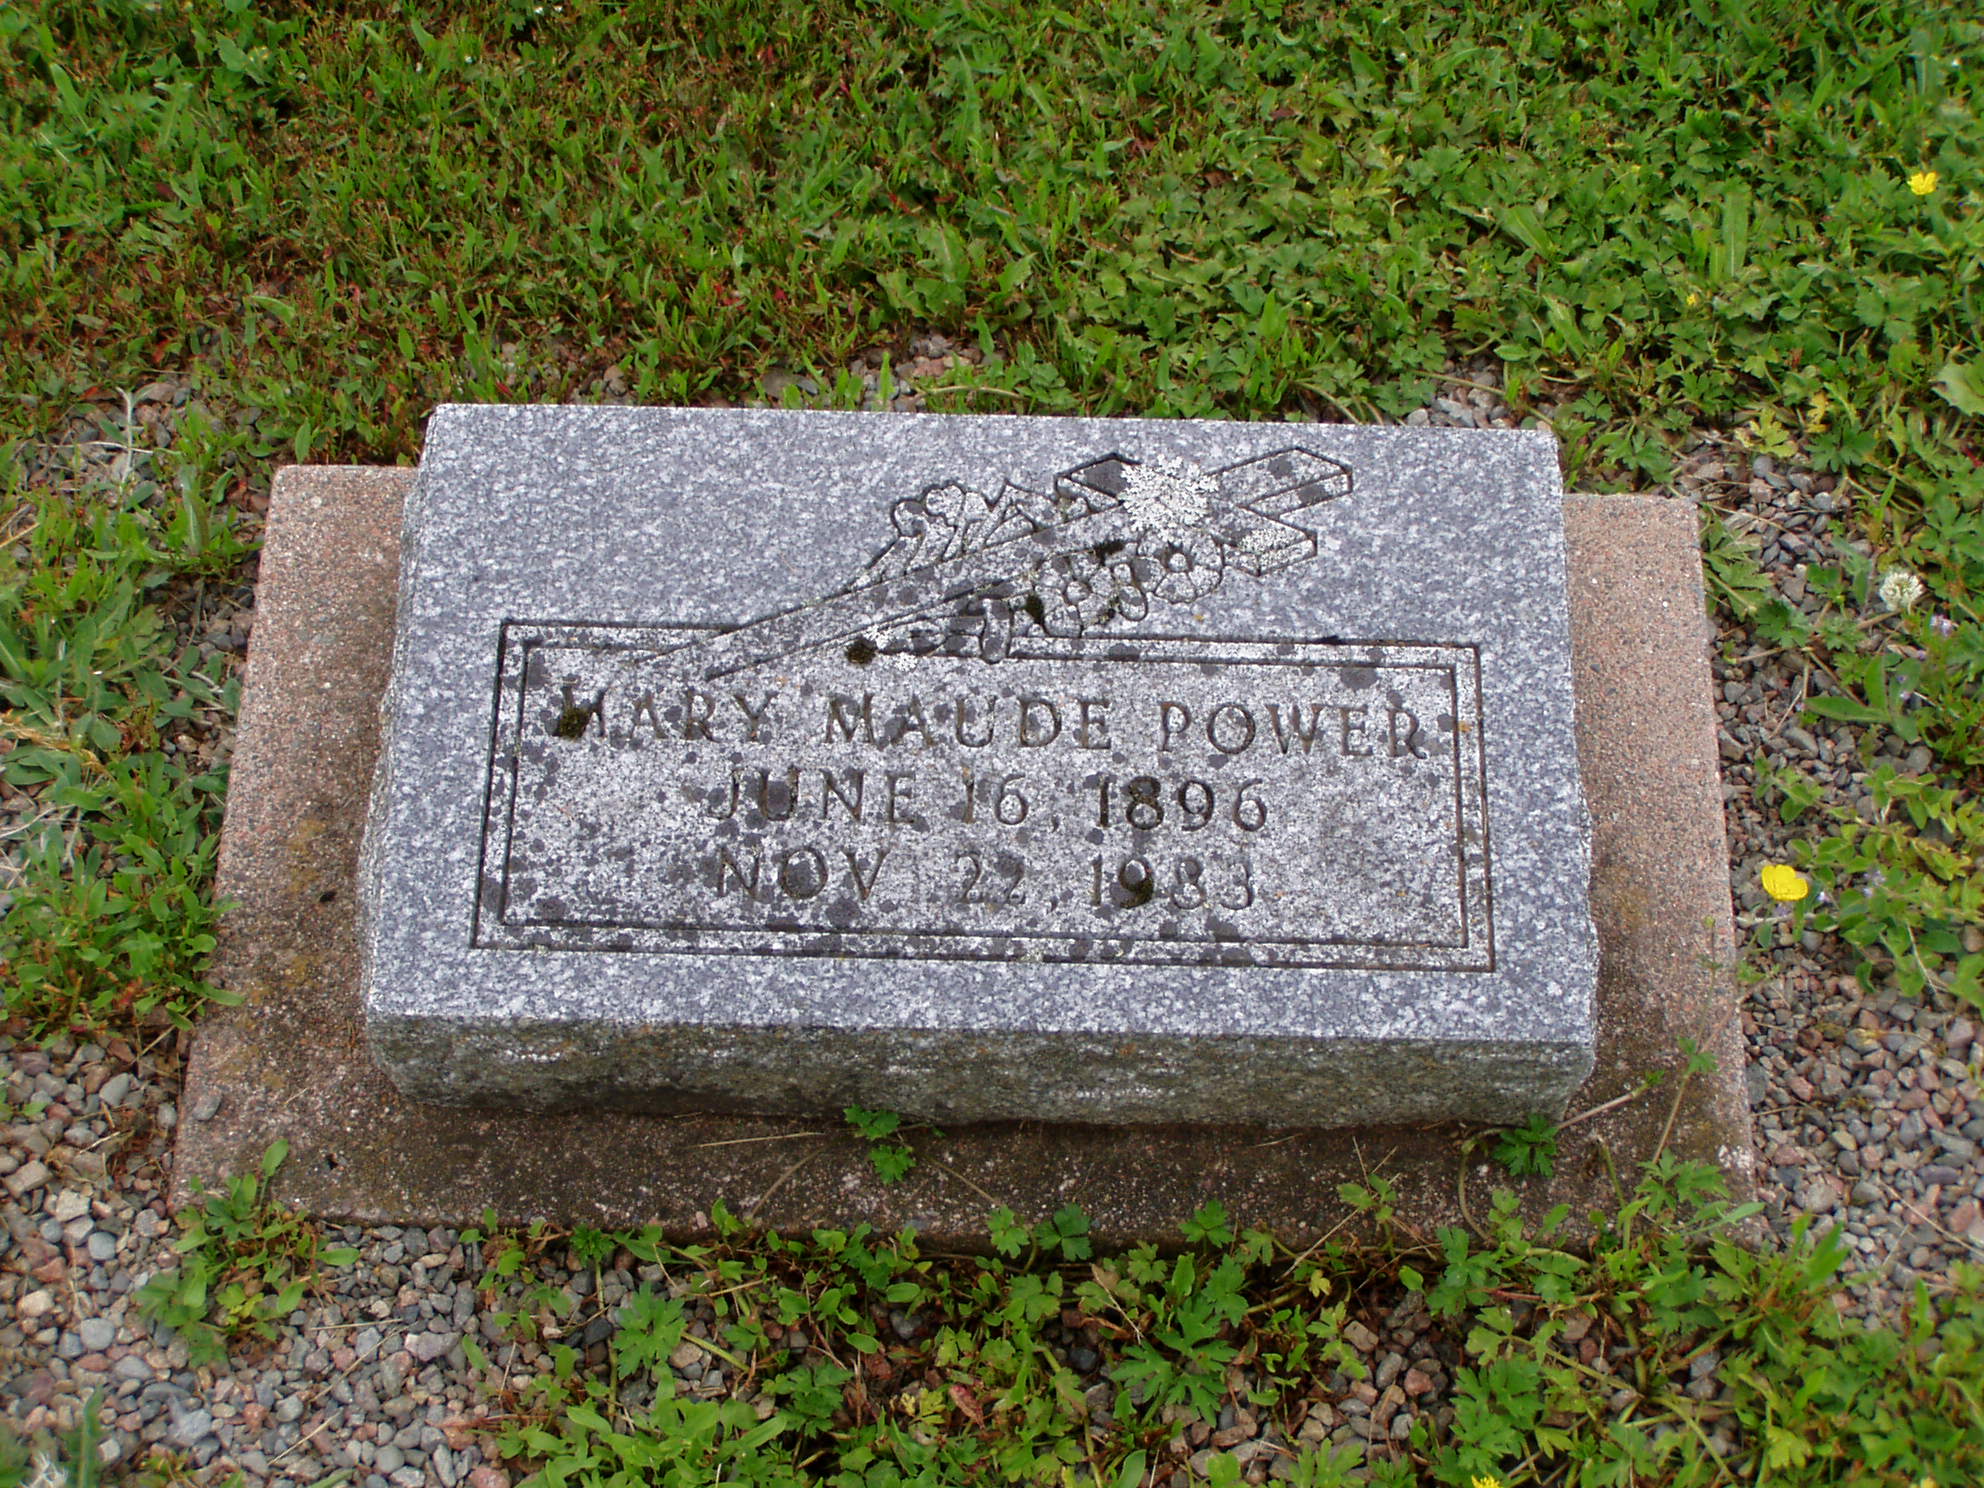 MARY MAUDE POWER
JUNE 16, 1896
NOV 22, 1983